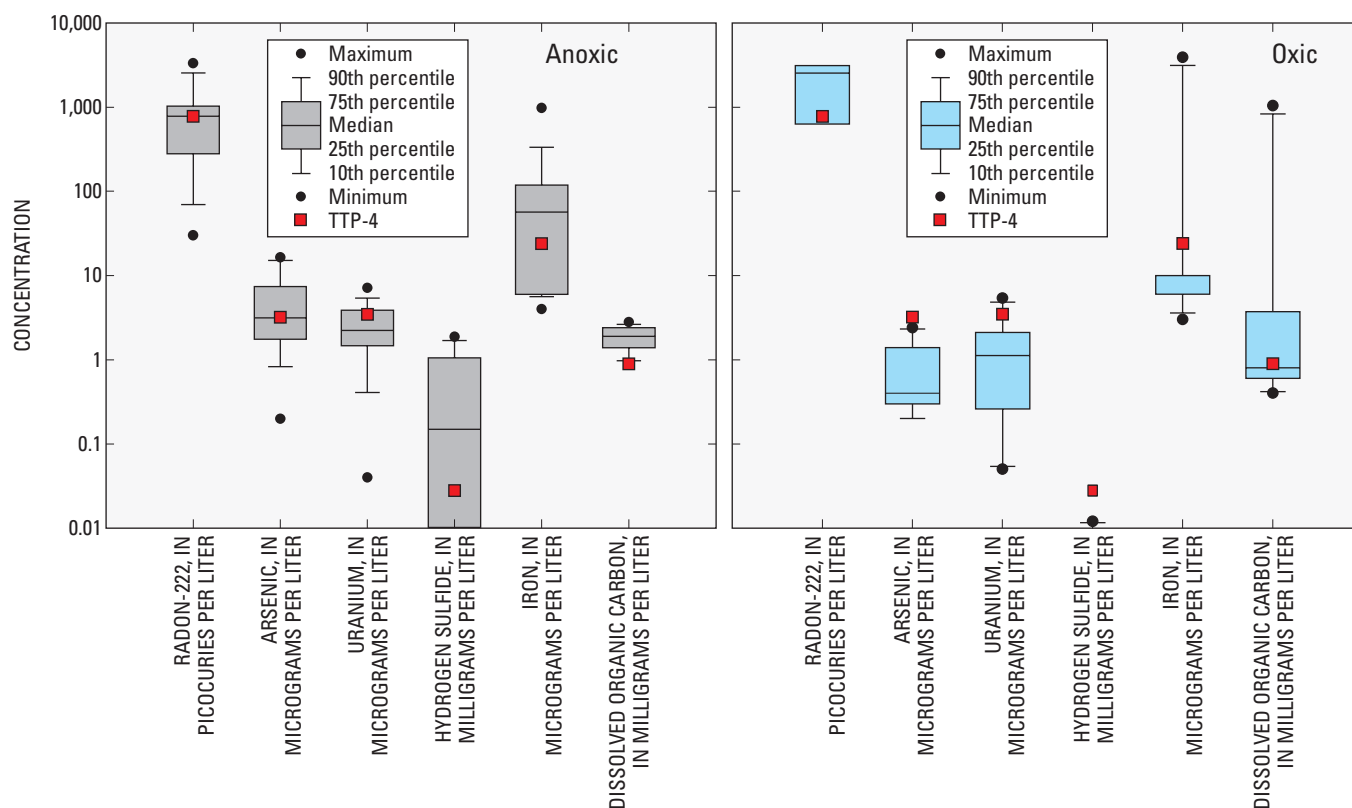 10,000
1,000
100
10
1
0.1
0.01
CONCENTRATION
Anoxic
Maximum
90th percentile
75th percentile
Median
25th percentile
10th percentile
Minimum
TTP-4
RADON-222, IN
PICOCURIES PER LITER
ARSENIC, IN
MICROGRAMS PER LITER
URANIUM, IN
MICROGRAMS PER LITER
HYDROGEN SULFIDE, IN
MILLIGRAMS PER LITER
IRON, IN
MICROGRAMS PER LITER
DISSOLVED ORGANIC CARBON,
IN MILLIGRAMS PER LITER
Oxic
Maximum
90th percentile
75th percentile
Median
25th percentile
10th percentile
Minimum
TTP-4
RADON-222, IN
PICOCURIES PER LITER
ARSENIC, IN
MICROGRAMS PER LITER
URANIUM, IN
MICROGRAMS PER LITER
HYDROGEN SULFIDE, IN
MILLIGRAMS PER LITER
IRON, IN
MICROGRAMS PER LITER
DISSOLVED ORGANIC CARBON,
IN MILLIGRAMS PER LITER